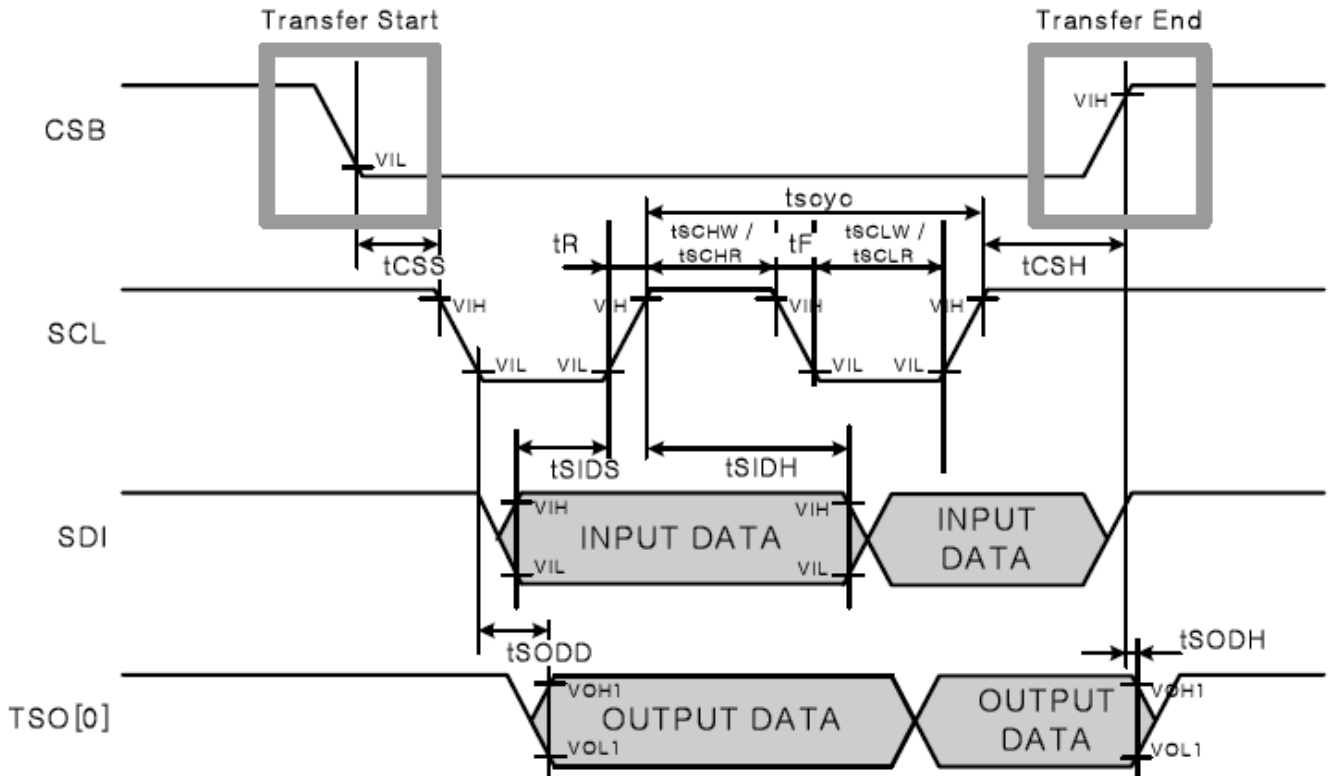 Transfer Start
Transfer End
CSB
VIL
VIH
tscyc
tCSS
tR
tSCHW /
tSCHR
tF
tSCLW /
tSCLR
tCSH
SCL
VIH
VIH
VIH
VIH
VIL
VIL
VIL
VIL
tSIDS
tSIDH
SDI
VIH
VIH
INPUT DATA
INPUT
DATA
VIL
VIL
tSODD
tSODH
TSO[0]
VOH1
VOH1
OUTPUT DATA
OUTPUT
DATA
VOL1
VOL1